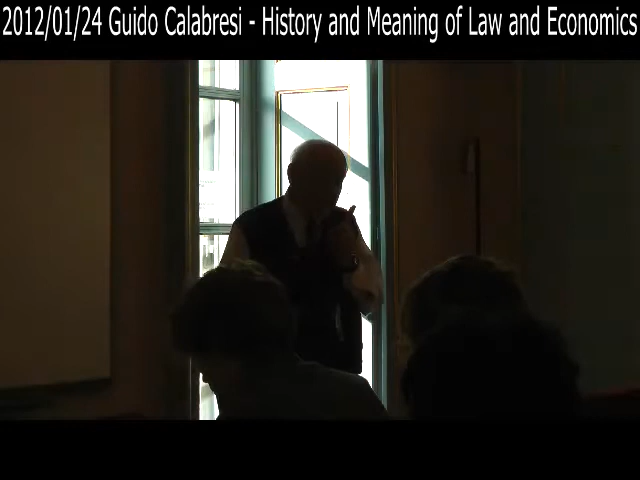 2012/01/24 Guido Calabresi - History and Meaning of Law and Economics